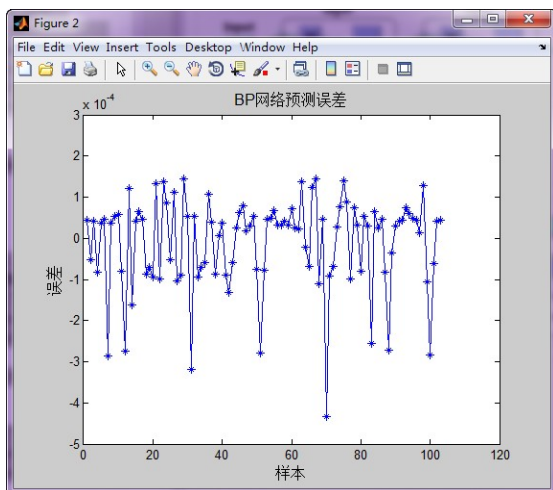 Figure 2
File Edit View Insert Tools Desktop Window Help
x 10^-4
BP网络预测误差
3
2
1
0
-1
-2
-3
-4
-5
误差
0 20 40 60 80 100 120
样本